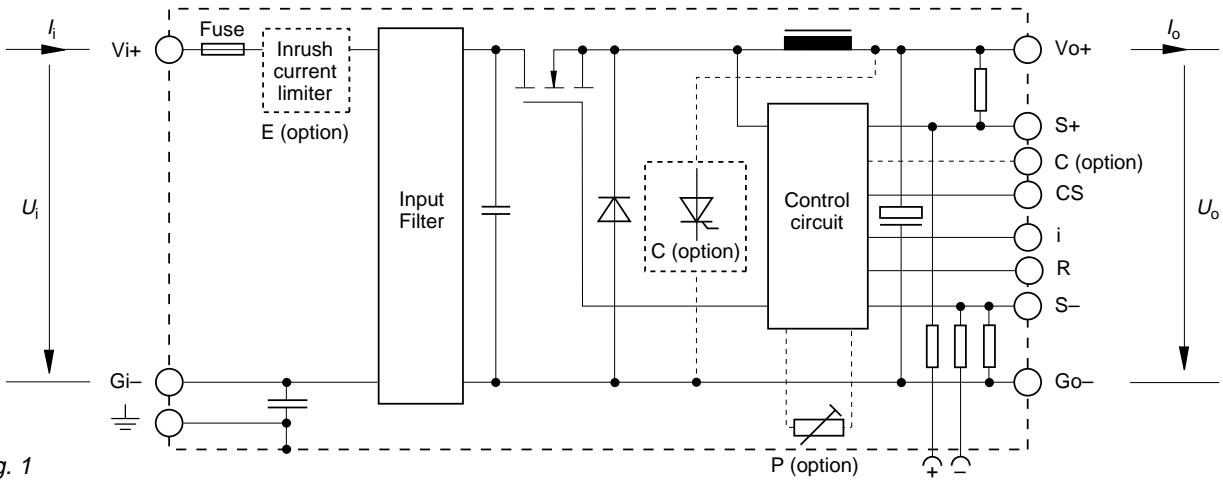 Ii
Vi+
Fuse
Inrush
current
limiter
E (option)
Ui
Input
Filter
C (option)
Control
circuit
P (option)
Gi–
Vo+
Io
S+
C (option)
CS
i
R
S–
Go–
Uo
+
–
g. 1